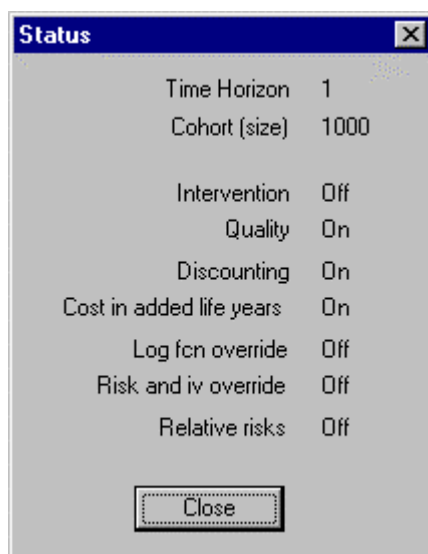 Status
Time Horizon 1
Cohort (size) 1000
Intervention Off
Quality On
Discounting On
Cost in added life years On
Log fcn override Off
Risk and iv override Off
Relative risks Off
Close